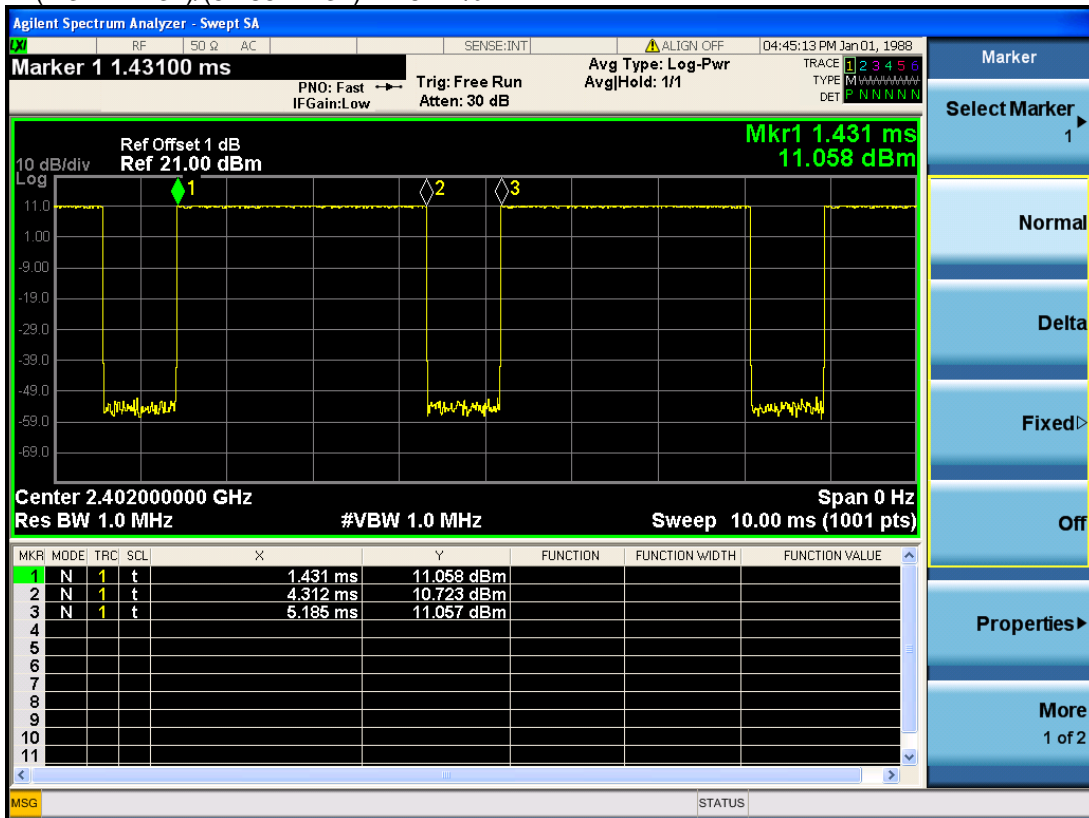 Agilent Spectrum Analyzer - Swept SA
LXI RF 50 Ω AC SENSE:INT ALIGN OFF 04:45:13 PM Jan 01, 1988
Marker 1 1.43100 ms
PNO: Fast
IFGain:Low
Trig: Free Run
Atten: 30 dB
Avg Type: Log-Pwr
Avg|Hold: 1/1
TRACE 1 2 3 4 5 6
TYPE M
DET P N N N N N
Mkr1 1.431 ms
11.058 dBm
Ref Offset 1 dB
Ref 21.00 dBm
10 dB/div
Log
1
2
3
11.0
1.00
-9.00
-19.0
-29.0
-39.0
-49.0
-59.0
-69.0
Center 2.402000000 GHz
Span 0 Hz
Res BW 1.0 MHz
#VBW 1.0 MHz
Sweep 10.00 ms (1001 pts)
MKR MODE TRC SCL X Y FUNCTION FUNCTION WIDTH FUNCTION VALUE
1 N 1 t 1.431 ms 11.058 dBm
2 N 1 t 4.312 ms 10.723 dBm
3 N 1 t 5.185 ms 11.057 dBm
4
5
6
7
8
9
10
11
MSG
STATUS
Marker
Select Marker
1
Normal
Delta
Fixed
Off
Properties
More
1 of 2